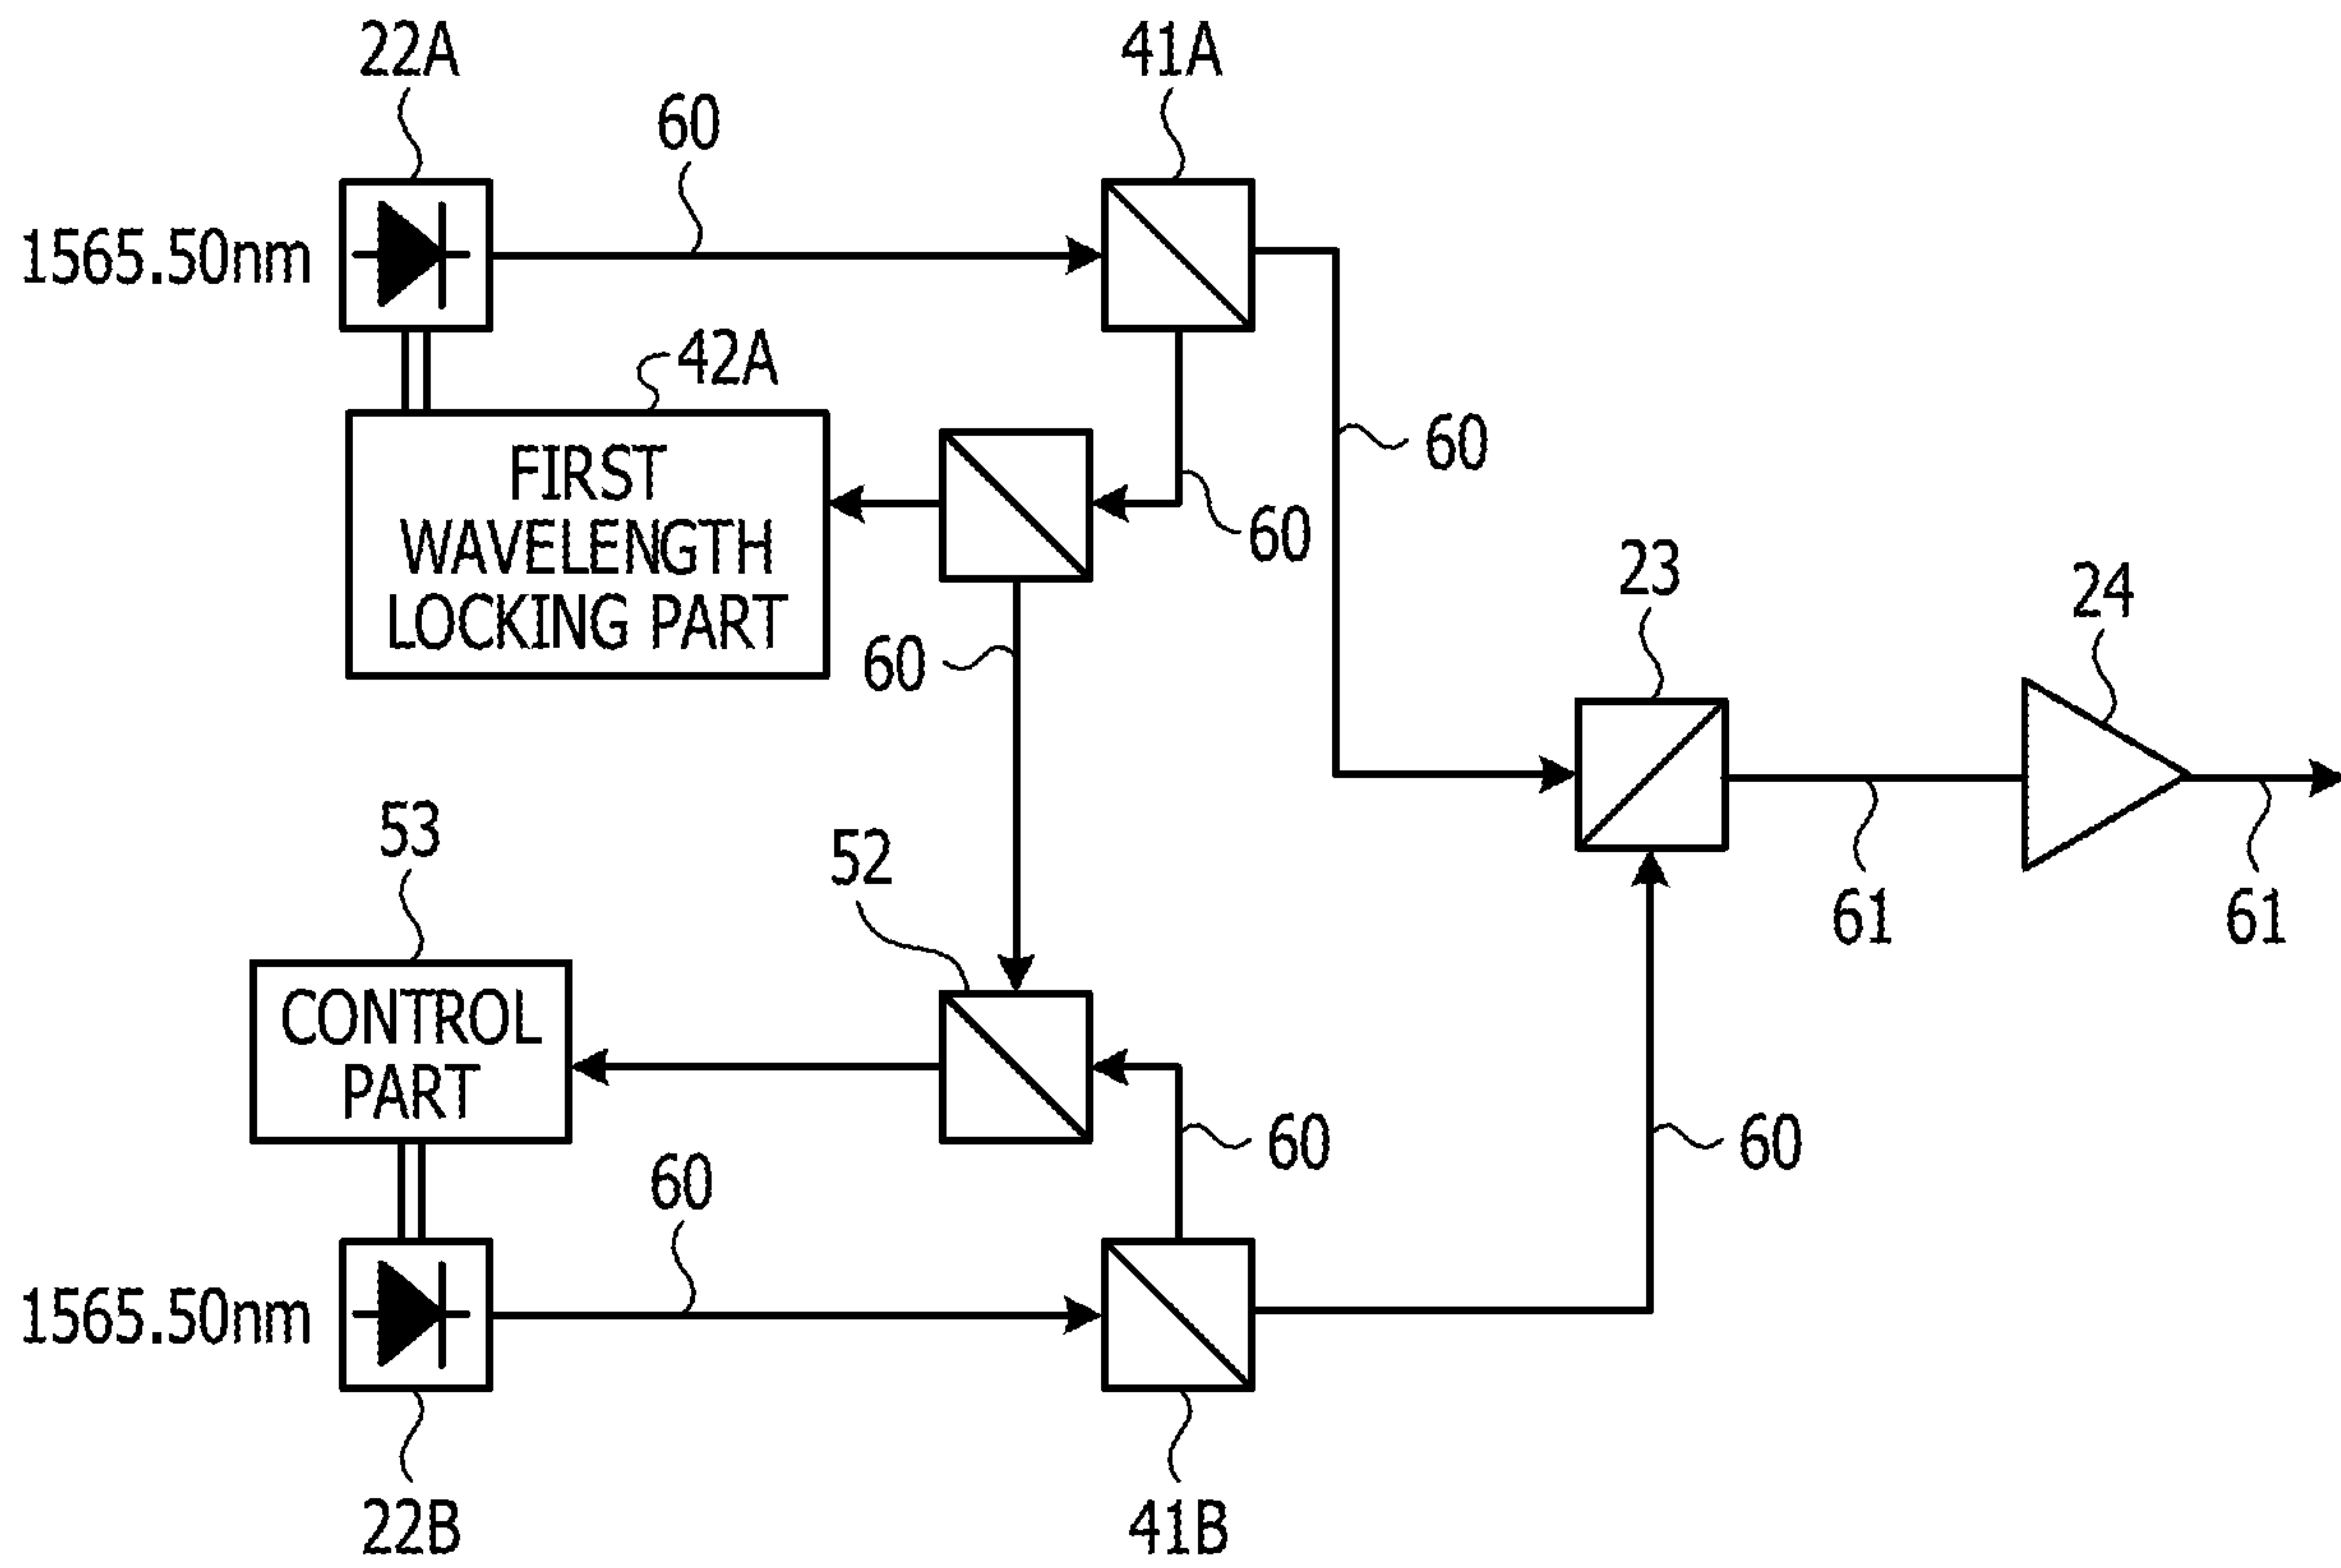 22A
41A
60
1565.50nm
42A
60
FIRST
WAVELENGTH
LOCKING PART
60
23
24
60
53
52
61
61
CONTROL
PART
60
60
60
1565.50nm
22B
41B